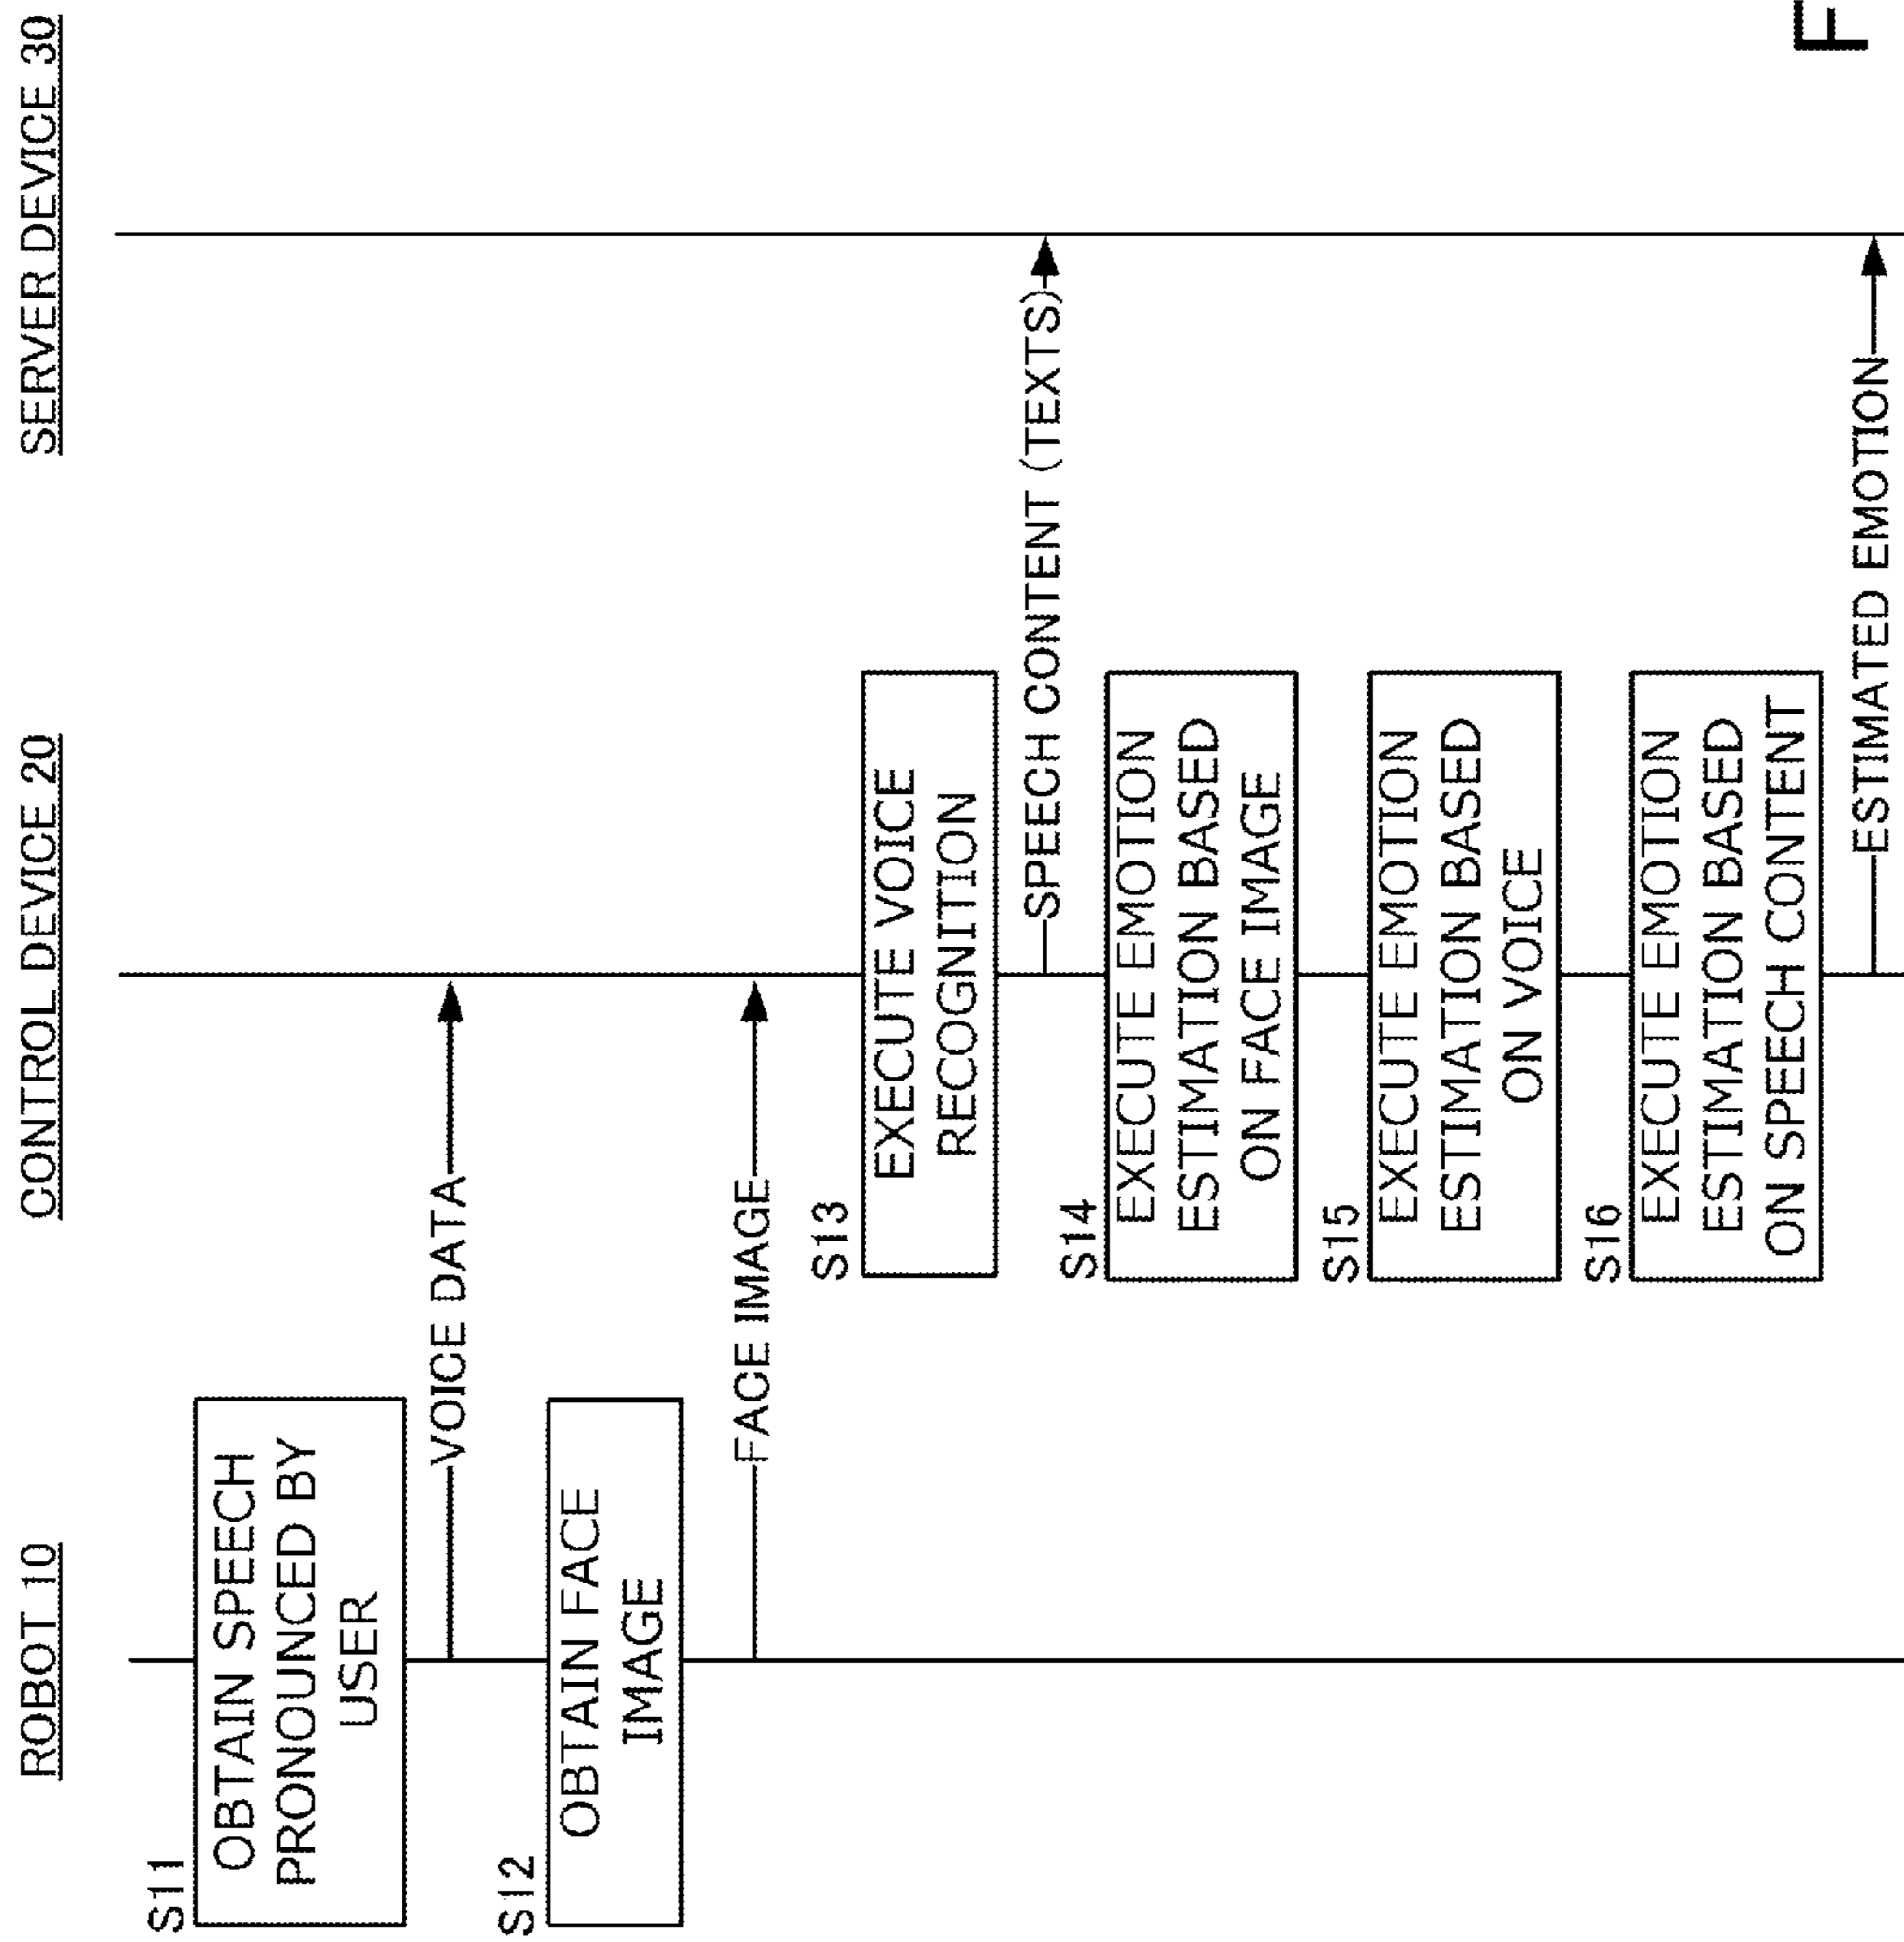 ROBOT 10
CONTROL DEVICE 20
SERVER DEVICE 30
S11
OBTAIN SPEECH
PRONOUNCED BY
USER
VOICE DATA
S12
OBTAIN FACE
IMAGE
FACE IMAGE
S13
EXECUTE VOICE
RECOGNITION
SPEECH CONTENT (TEXTS)
S14
EXECUTE EMOTION
ESTIMATION BASED
ON FACE IMAGE
S15
EXECUTE EMOTION
ESTIMATION BASED
ON VOICE
S16
EXECUTE EMOTION
ESTIMATION BASED
ON SPEECH CONTENT
ESTIMATED EMOTION
F